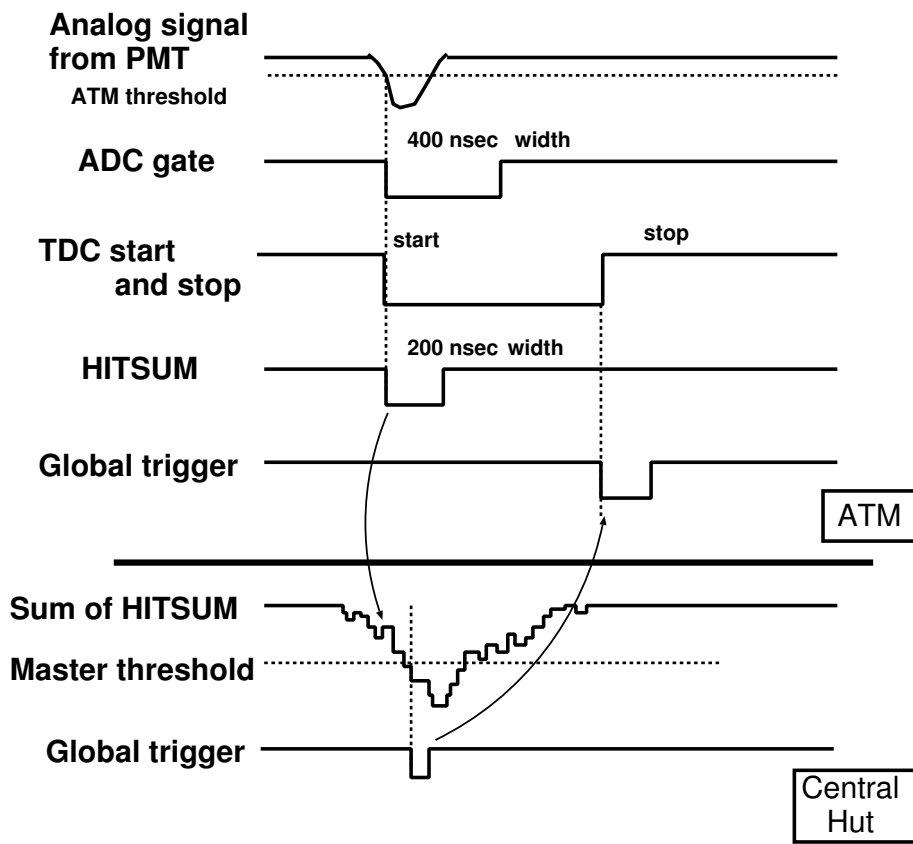 Analog signal
from PMT
ATM threshold
400 nsec width
ADC gate
start
stop
TDC start
and stop
200 nsec width
HITSUM
Global trigger
ATM
Sum of HITSUM
Master threshold
Global trigger
Central
Hut